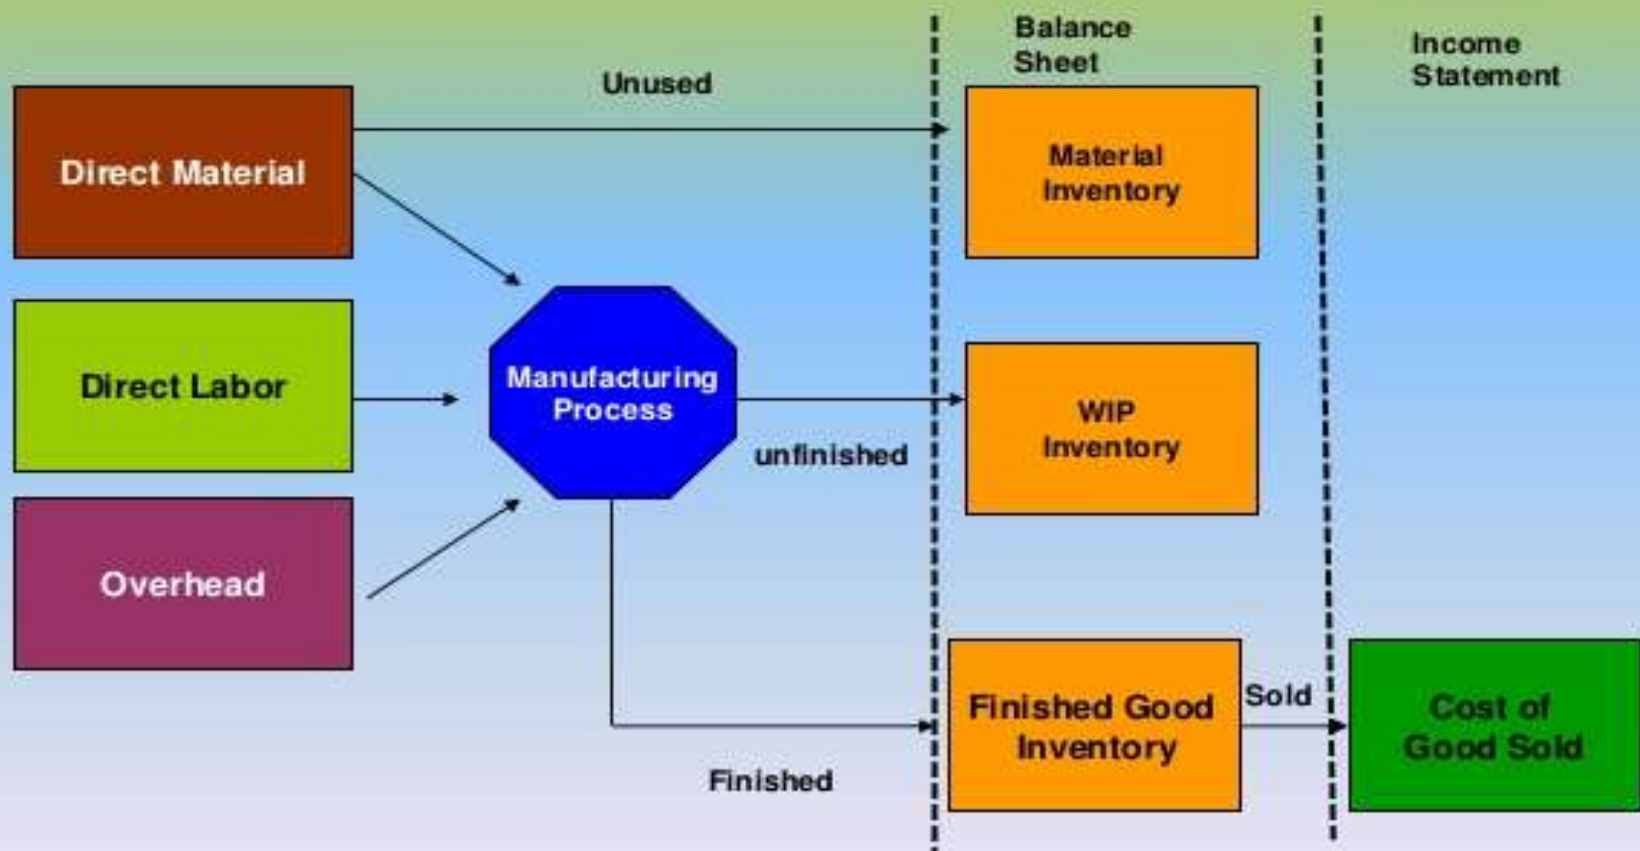 Balance
Sheet
Income
Statement
Unused
Direct Material
Material
Inventory
Direct Labor
Manufacturing
Process
WIP
Inventory
unfinished
Overhead
Finished Good
Inventory
Sold
Cost of
Good Sold
Finished